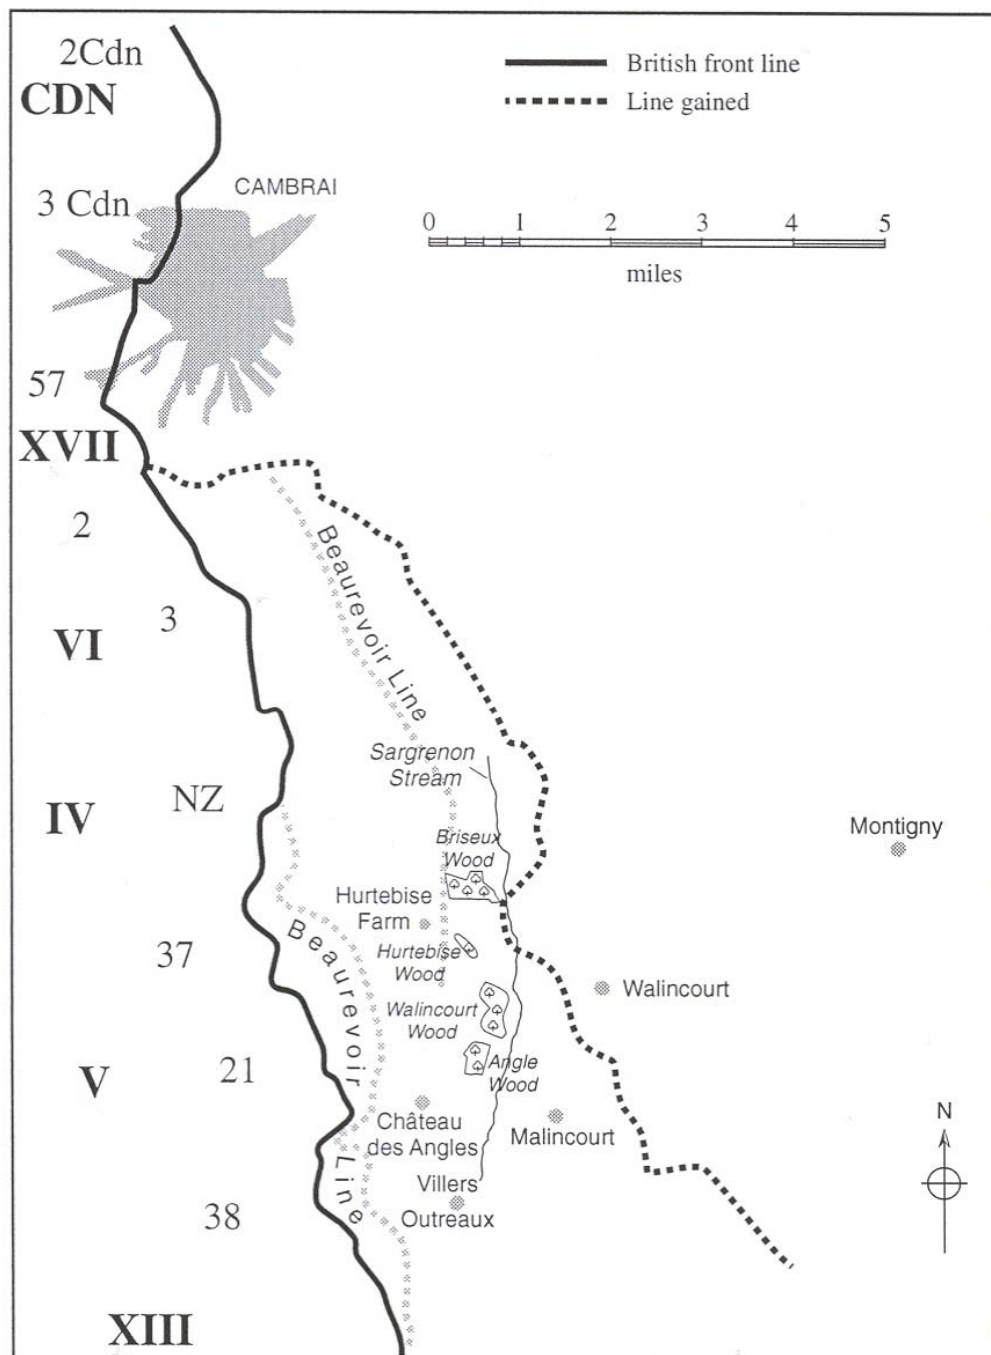 2Cdn
CDN
British front line
Line gained
3 Cdn
CAMBRAI
0 1 2 3 4 5
miles
57
XVII
2
Beaurevoir Line
3
VI
Sargrenon
Stream
NZ
IV
Montigny
Briseux
Wood
Hurtebise
Farm
Beaurevoir
Line
37
Hurtebise
Wood
Walincourt
Walincourt
Wood
21
V
Angle
Wood
N
Château
des Angles
Malincourt
Villers
Outreaux
38
XIII